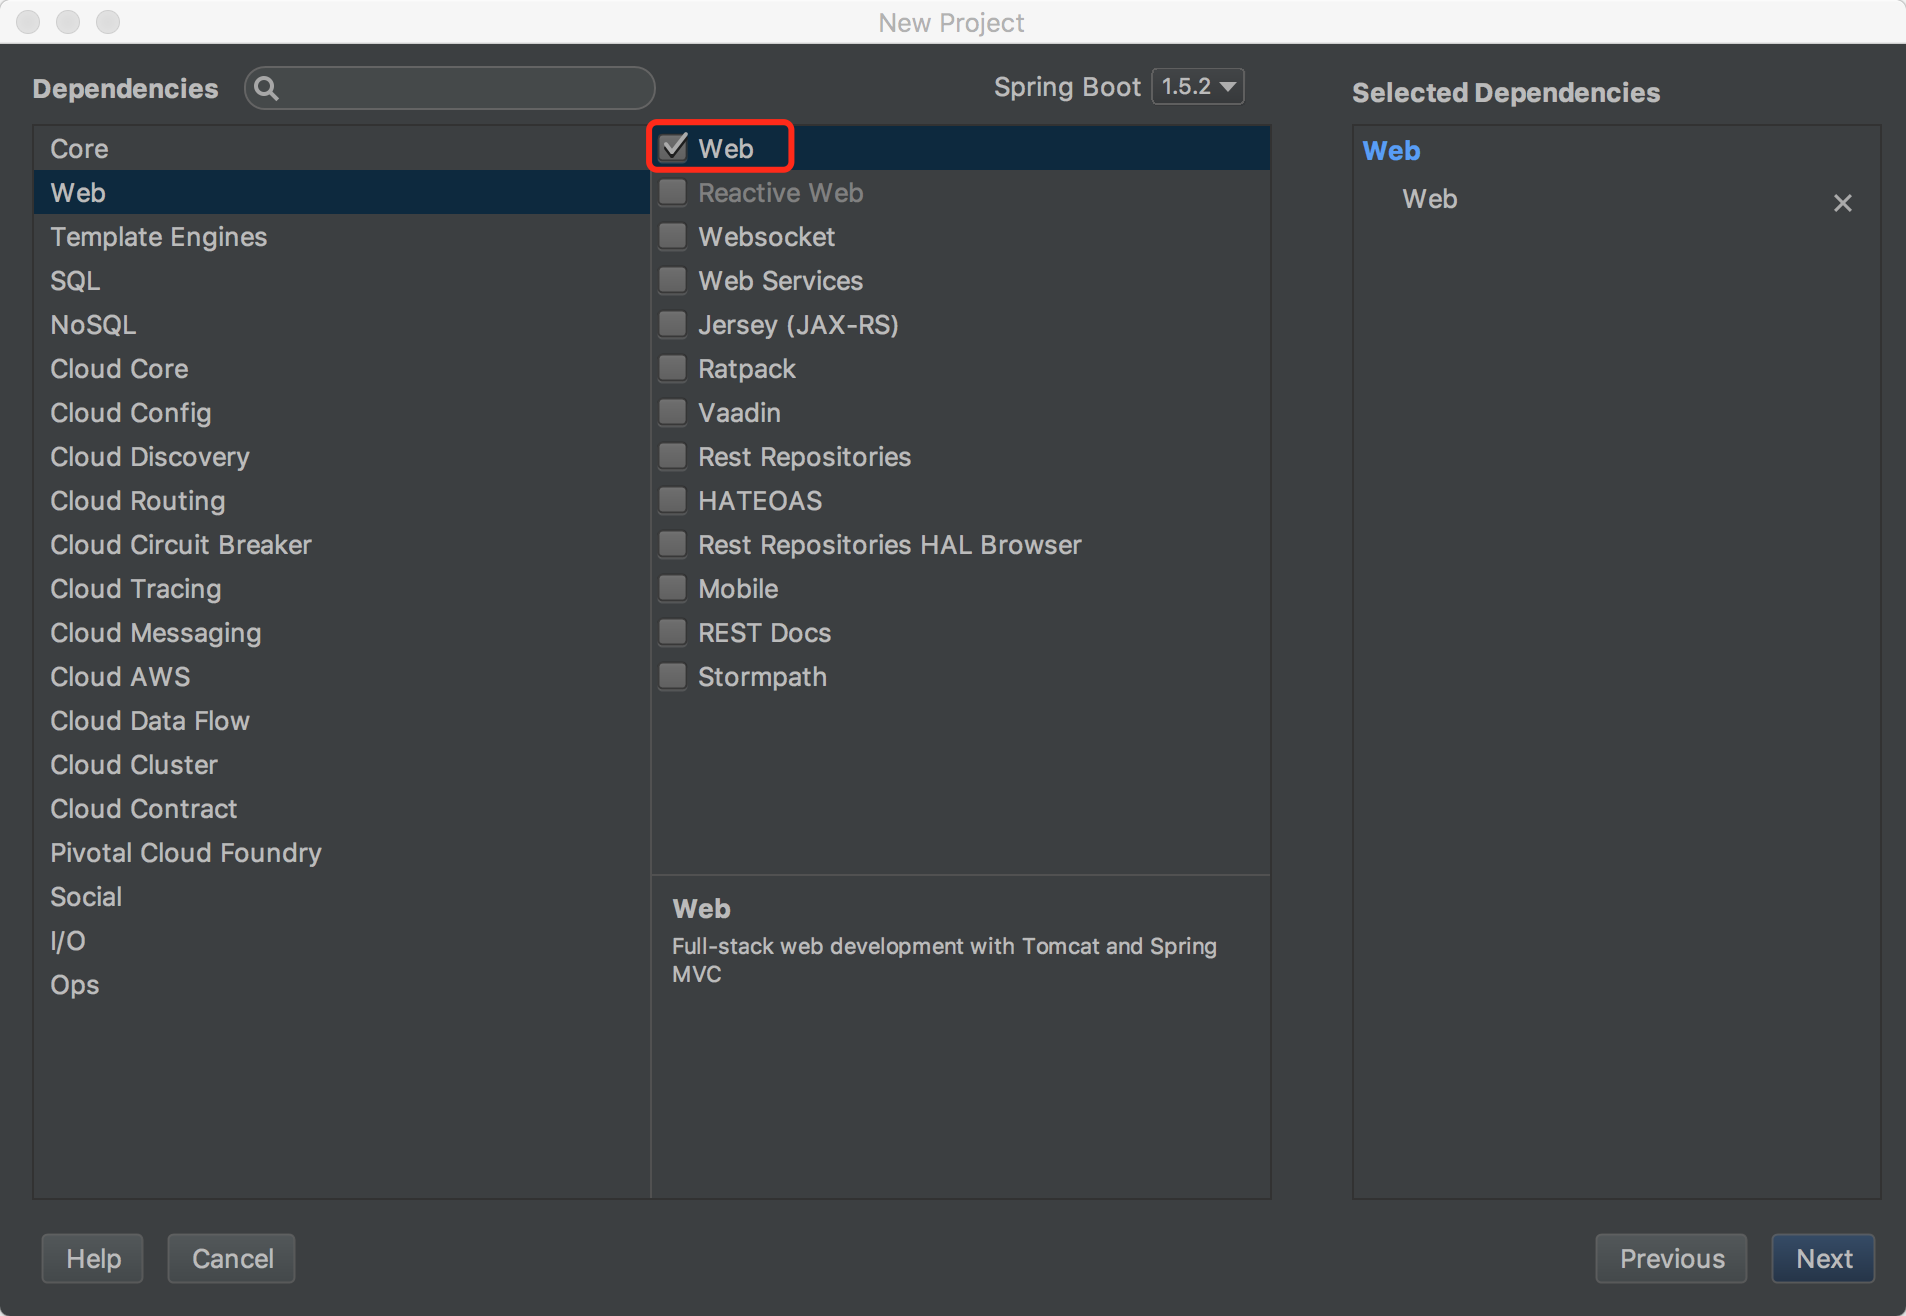 New Project
Dependencies
Spring Boot 1.5.2
Selected Dependencies
Core
Web
Template Engines
SQL
NoSQL
Cloud Core
Cloud Config
Cloud Discovery
Cloud Routing
Cloud Circuit Breaker
Cloud Tracing
Cloud Messaging
Cloud AWS
Cloud Data Flow
Cloud Cluster
Cloud Contract
Pivotal Cloud Foundry
Social
I/O
Ops
Web
Reactive Web
Websocket
Web Services
Jersey (JAX-RS)
Ratpack
Vaadin
Rest Repositories
HATEOAS
Rest Repositories HAL Browser
Mobile
REST Docs
Stormpath
Web
Full-stack web development with Tomcat and Spring
MVC
Web
Web
Help
Cancel
Previous
Next